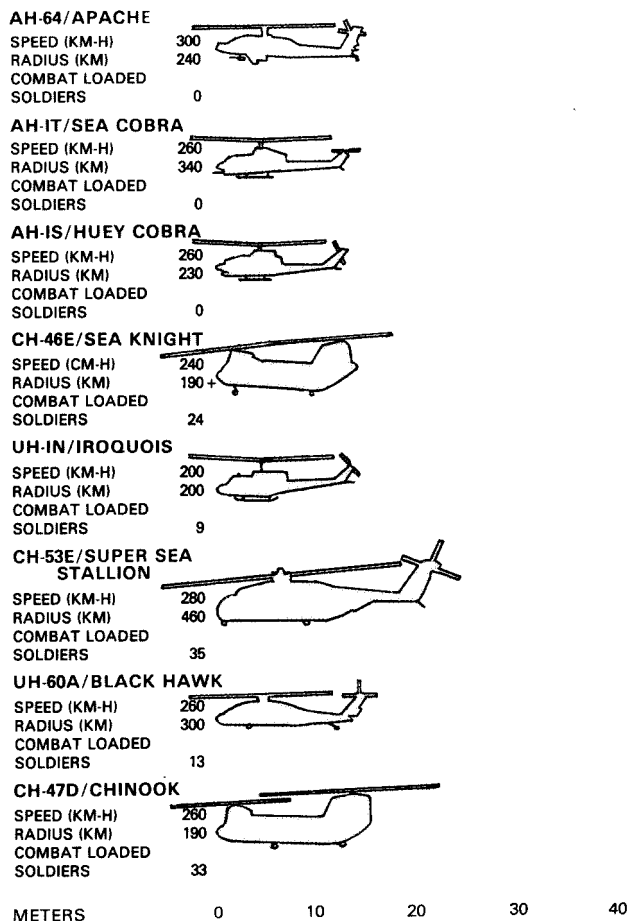 AH-64/APACHE
SPEED (KM-H) 300
RADIUS (KM) 240
COMBAT LOADED
SOLDIERS 0
AH-IT/SEA COBRA
SPEED (KM-H) 260
RADIUS (KM) 340
COMBAT LOADED
SOLDIERS 0
AH-IS/HUEY COBRA
SPEED (KM-H) 260
RADIUS (KM) 230
COMBAT LOADED
SOLDIERS 0
CH-46E/SEA KNIGHT
SPEED (CM-H) 240
RADIUS (KM) 190+
COMBAT LOADED
SOLDIERS 24
UH-IN/IROQUOIS
SPEED (KM-H) 200
RADIUS (KM) 200
COMBAT LOADED
SOLDIERS 9
CH-53E/SUPER SEA
STALLION
SPEED (KM-H) 280
RADIUS (KM) 460
COMBAT LOADED
SOLDIERS 35
UH-60A/BLACK HAWK
SPEED (KM-H) 260
RADIUS (KM) 300
COMBAT LOADED
SOLDIERS 13
CH-47D/CHINOOK
SPEED (KM-H) 260
RADIUS (KM) 190
COMBAT LOADED
SOLDIERS 33
METERS 0 10 20 30 40